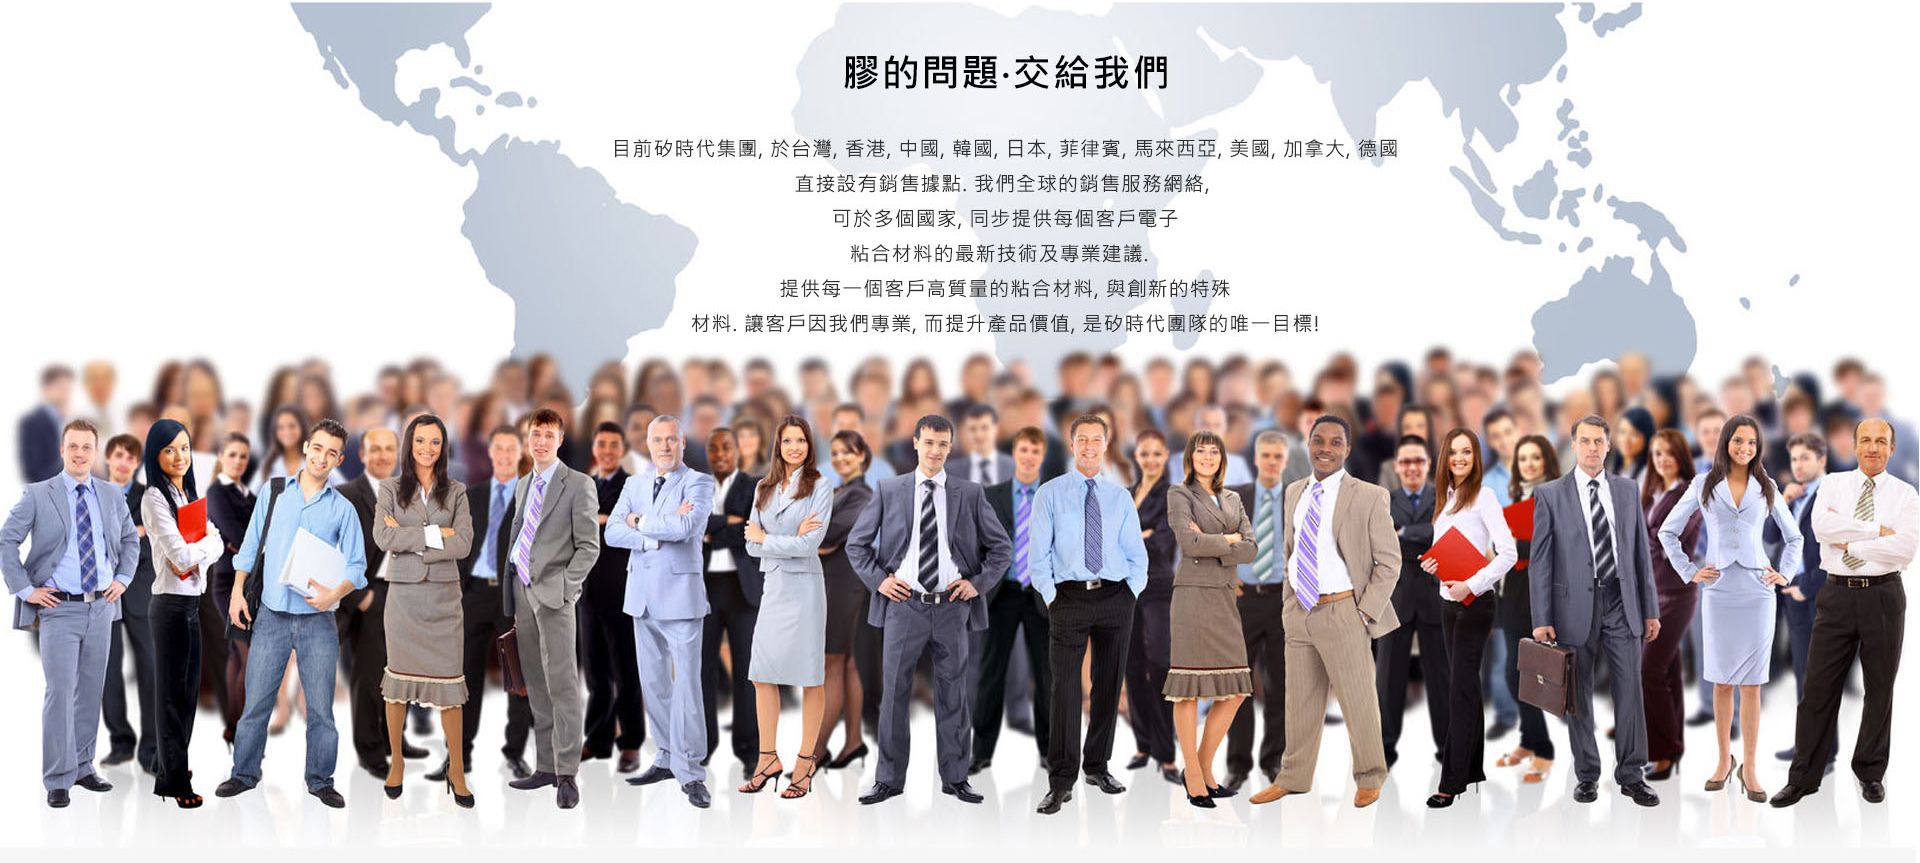 膠的問題·交給我們
目前矽時代集團, 於台灣, 香港, 中國, 韓國, 日本, 菲律賓, 馬來西亞, 美國, 加拿大, 德國
直接設有銷售據點. 我們全球的銷售服務網絡,
可於多個國家, 同步提供每個客戶電子
粘合材料的最新技術及專業建議.
提供每一個客戶高質量的粘合材料, 與創新的特殊
材料. 讓客戶因我們專業, 而提升產品價值, 是矽時代團隊的唯一目標!